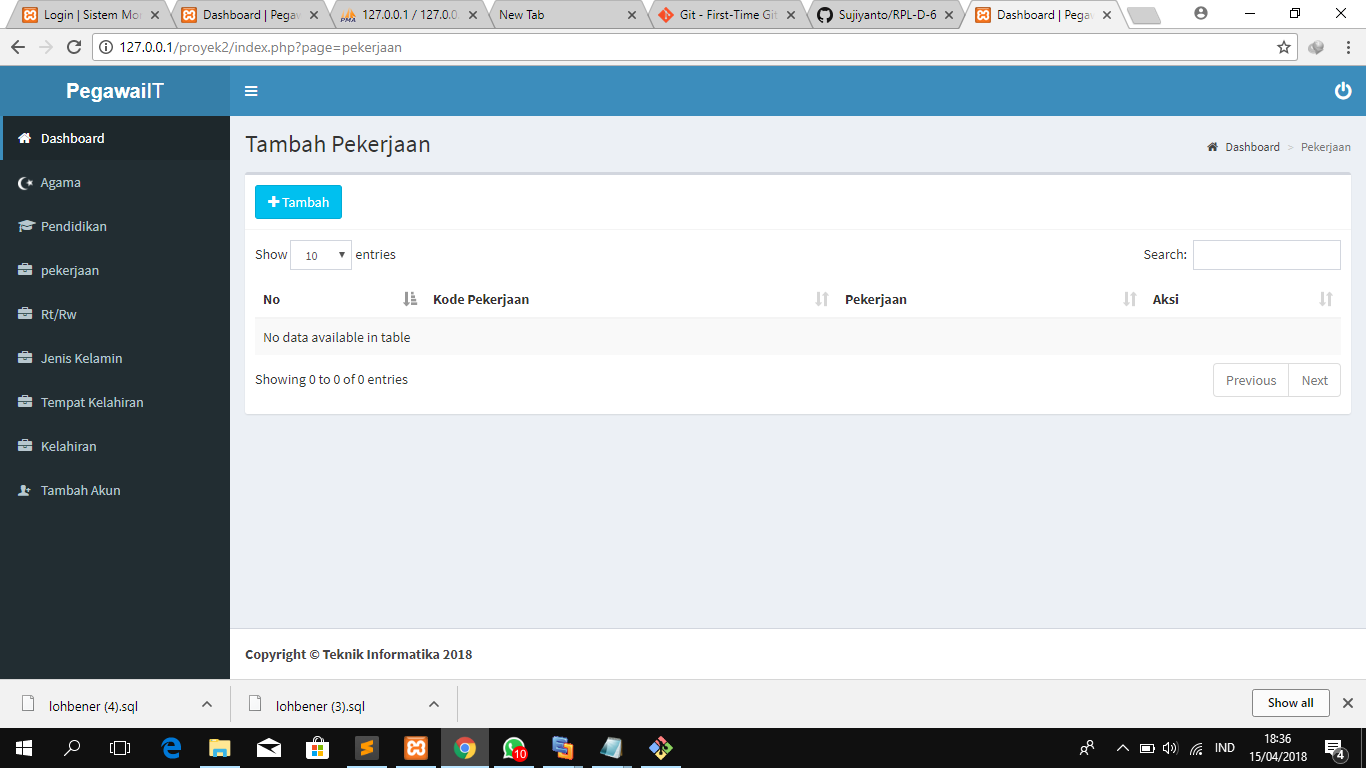 Login | Sistem Mon
Dashboard | Pegaw
127.0.0.1 / 127.0.0.
New Tab
Git - First-Time Git
Sujiyanto/RPL-D-6
Dashboard | Pegaw
127.0.0.1/proyek2/index.php?page=pekerjaan
PegawaiIT
Dashboard
Agama
Pendidikan
pekerjaan
Rt/Rw
Jenis Kelamin
Tempat Kelahiran
Kelahiran
Tambah Akun
Tambah Pekerjaan
Dashboard > Pekerjaan
Tambah
Show 10 entries
Search:
No Kode Pekerjaan Pekerjaan Aksi
No data available in table
Showing 0 to 0 of 0 entries
Previous Next
Copyright © Teknik Informatika 2018
lohbener (4).sql
lohbener (3).sql
Show all
10
IND
18:36
15/04/2018
4